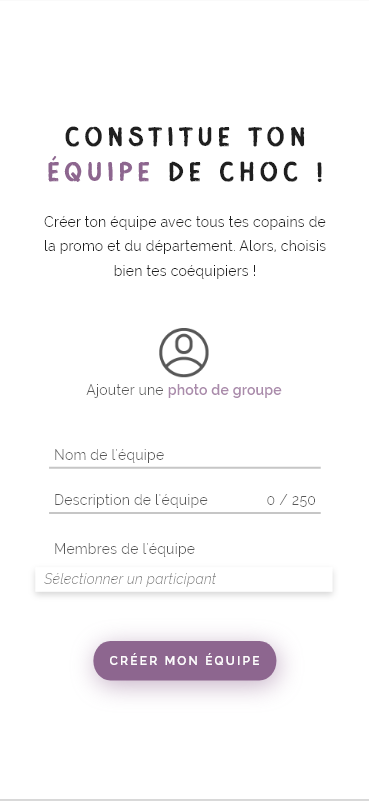 CONSTITUE TON
ÉQUIPE DE CHOC !
Créer ton équipe avec tous tes copains de
la promo et du département. Alors, choisis
bien tes coéquipiers !
Ajouter une photo de groupe
Nom de l'équipe
Description de l'équipe 0 / 250
Membres de l'équipe
Sélectionner un participant
CRÉER MON ÉQUIPE